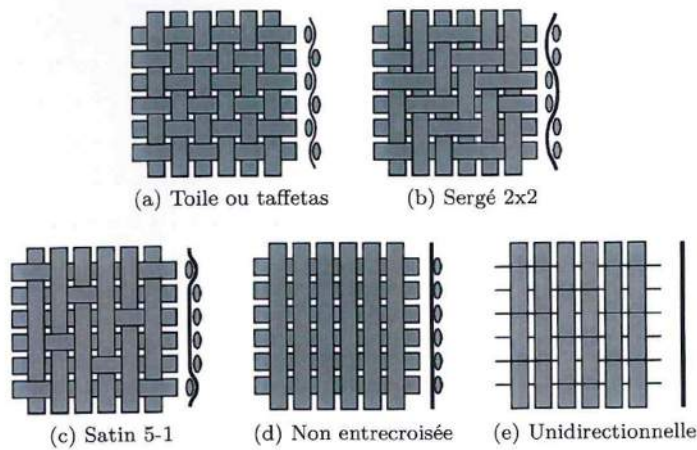 (a) Toile ou taffetas
(b) Sergé 2x2
(c) Satin 5-1
(d) Non entrecroisée
(e) Unidirectionnelle